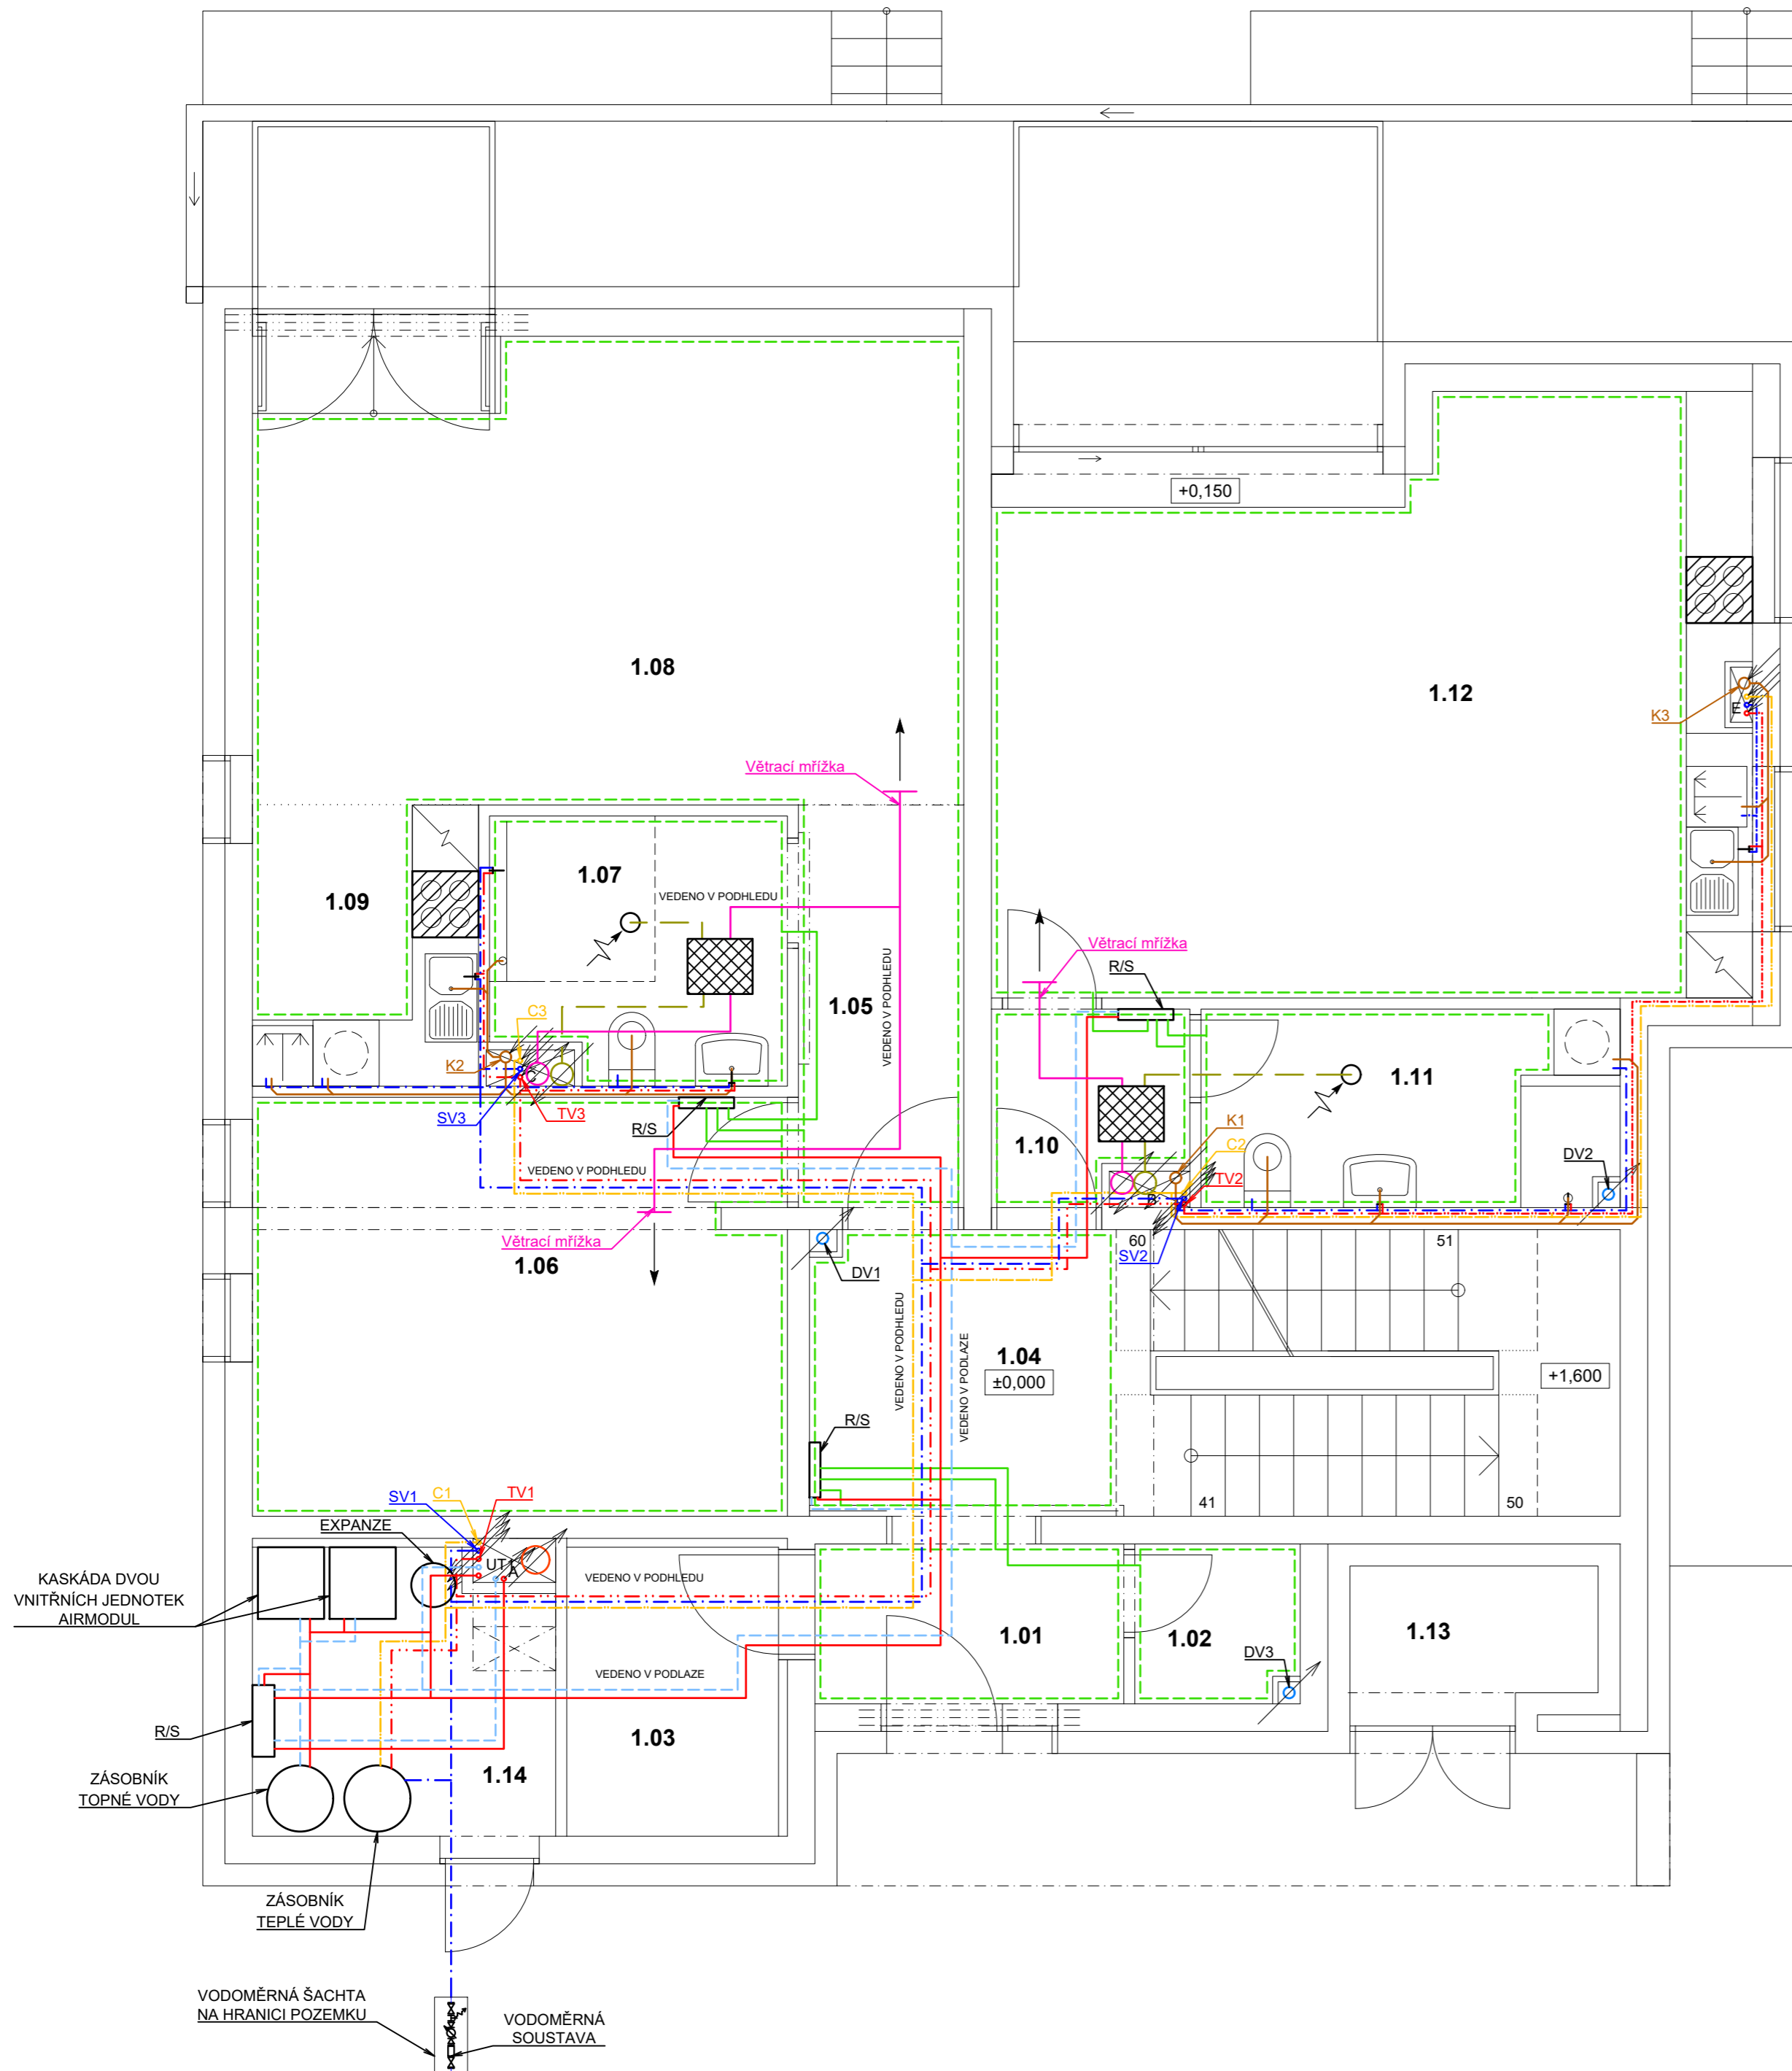 +0,150
1.08
1.12
K3
E
Větrací mřížka
1.07
VEDENO V PODHLEDU
1.09
Větrací mřížka
R/S
1.05
VEDENO V PODHLEDU
C3
K2
1.11
SV3
TV3
R/S
1.10
K1
C2
DV2
TV2
VEDENO V PODHLEDU
B
Větrací mřížka
1.06
60
SV2
51
DV1
VEDENO V PODHLEDU
VEDENO V PODLAZE
1.04
±0,000
+1,600
R/S
SV1
C1
TV1
41
50
EXPANZE
UT1
A
KASKÁDA DVOU
VNITŘNÍCH JEDNOTEK
AIRMODUL
VEDENO V PODHLEDU
1.01
1.02
1.13
VEDENO V PODLAZE
DV3
R/S
1.03
1.14
ZÁSOBNÍK
TOPNÉ VODY
ZÁSOBNÍK
TEPLÉ VODY
VODOMĚRNÁ ŠACHTA
NA HRANICI POZEMKU
VODOMĚRNÁ
SOUSTAVA